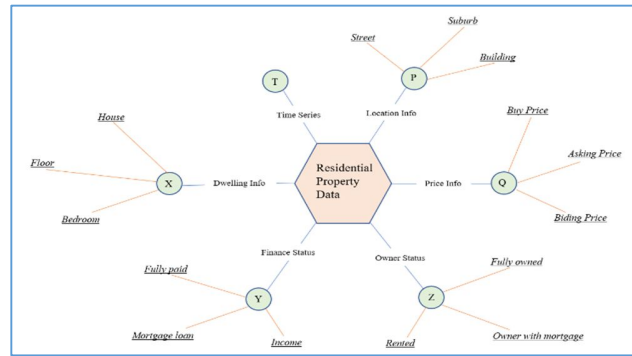 Suburb
Street
Building
P
T
Time Series
Location Info
House
Buy Price
Residential
Property
Data
Asking Price
Floor
X
Dwelling Info
Price Info
Q
Bedroom
Biding Price
Finance Status
Owner Status
Fully paid
Fully owned
Y
Z
Mortgage loan
Income
Rented
Owner with mortgage